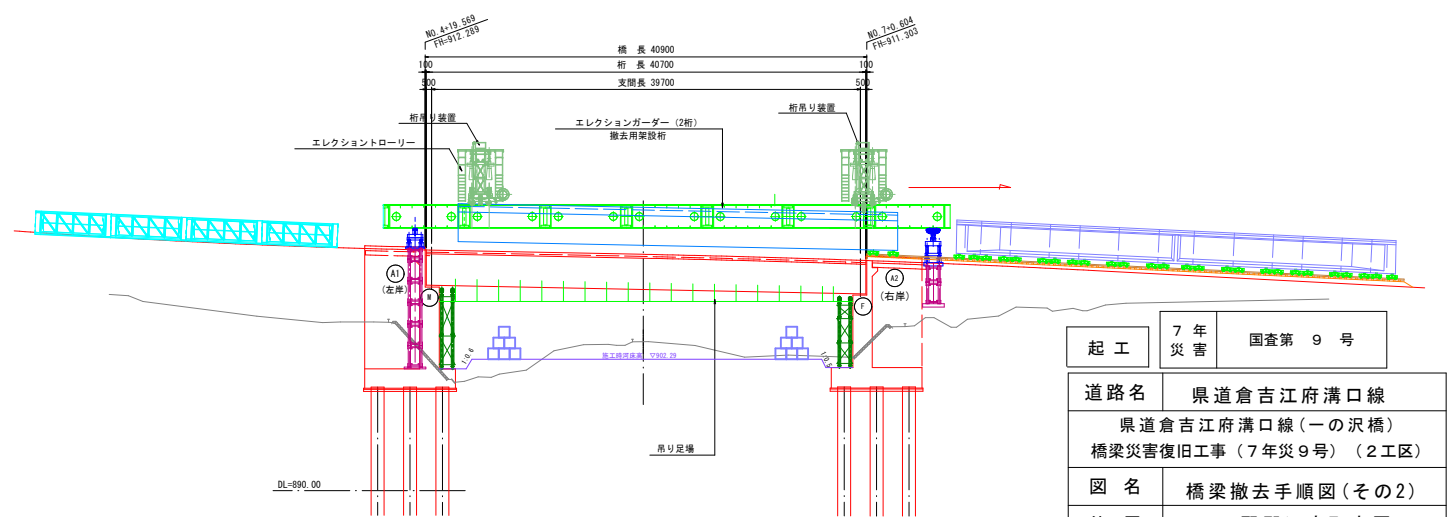 NO.4+19.569
FH=912.289
NO.7+0.604
FH=911.303
橋 長 40900
100
桁 長 40700
100
500
支間長 39700
500
桁吊り装置
エレクショントローリー
エレクションガーダー（2桁）
撤去用架設桁
桁吊り装置
A1
(左岸)
M
A2
(右岸)
F
1:0.6
施工時河床高 ▽902.29
吊り足場
DL=890.00
起 工
7 年
災 害
国査第 9 号
道路名
県道倉吉江府溝口線
県道倉吉江府溝口線(一の沢橋)
橋梁災害復旧工事（７年災９号）（２工区）
図 名
橋梁撤去手順図(その2)